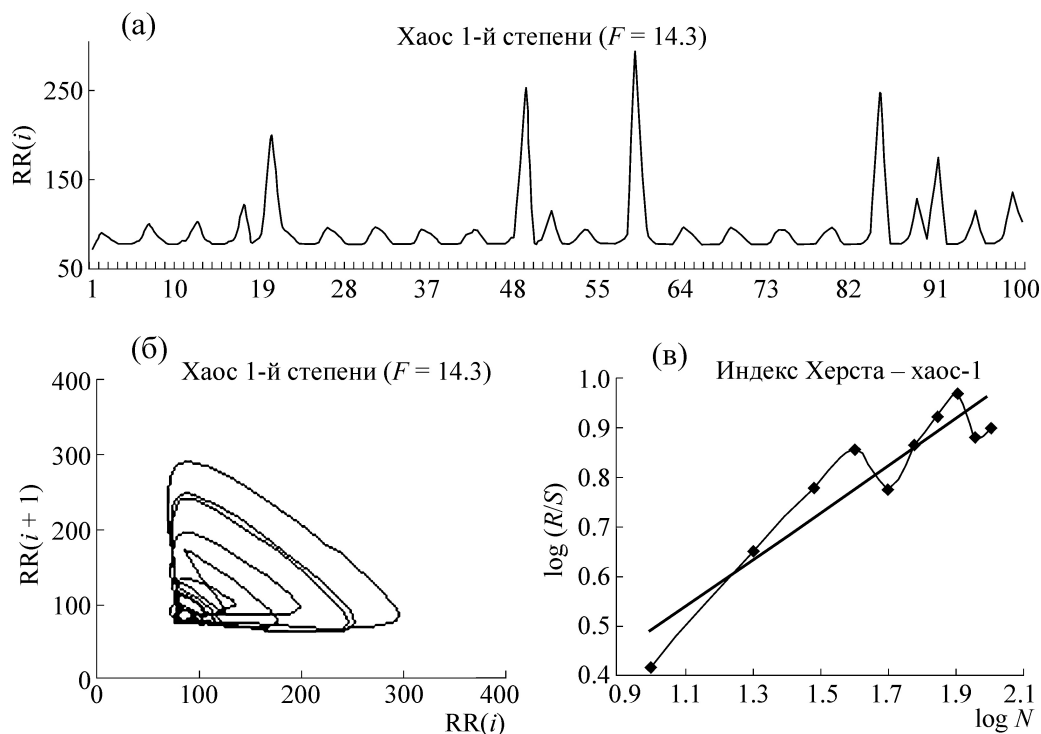 (а)
Хаос 1-й степени (F = 14.3)
RR(i)
250
150
50
1 10 19 28 37 48 55 64 73 82 91 100
(б)
Хаос 1-й степени (F = 14.3)
RR(i + 1)
400
300
200
100
0
0 100 200 300 400
RR(i)
(в)
Индекс Херста – хаос-1
log (R/S)
1.0
0.9
0.8
0.7
0.6
0.5
0.4
0.9 1.1 1.3 1.5 1.7 1.9 2.1
log N